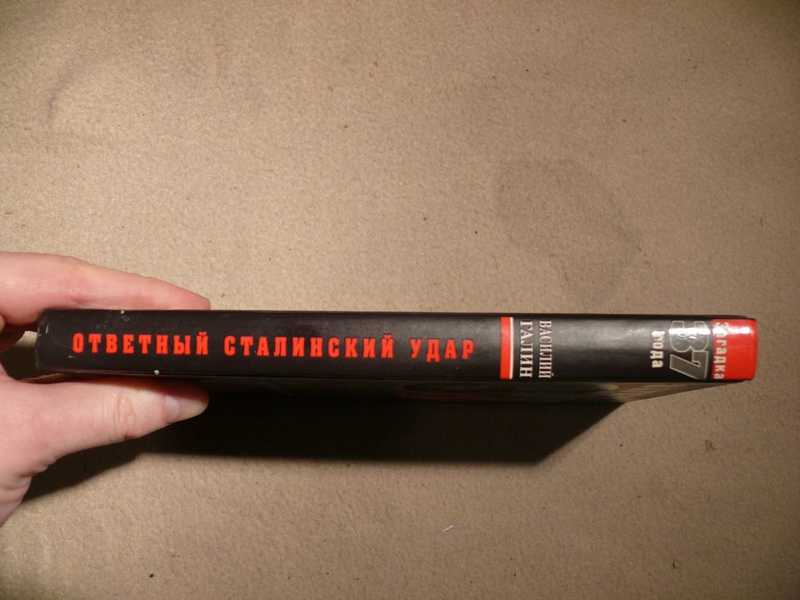 ОТВЕТНЫЙ СТАЛИНСКИЙ УДАР
ВАСИЛИЙ
ГАЛИН
Загадка
37
года